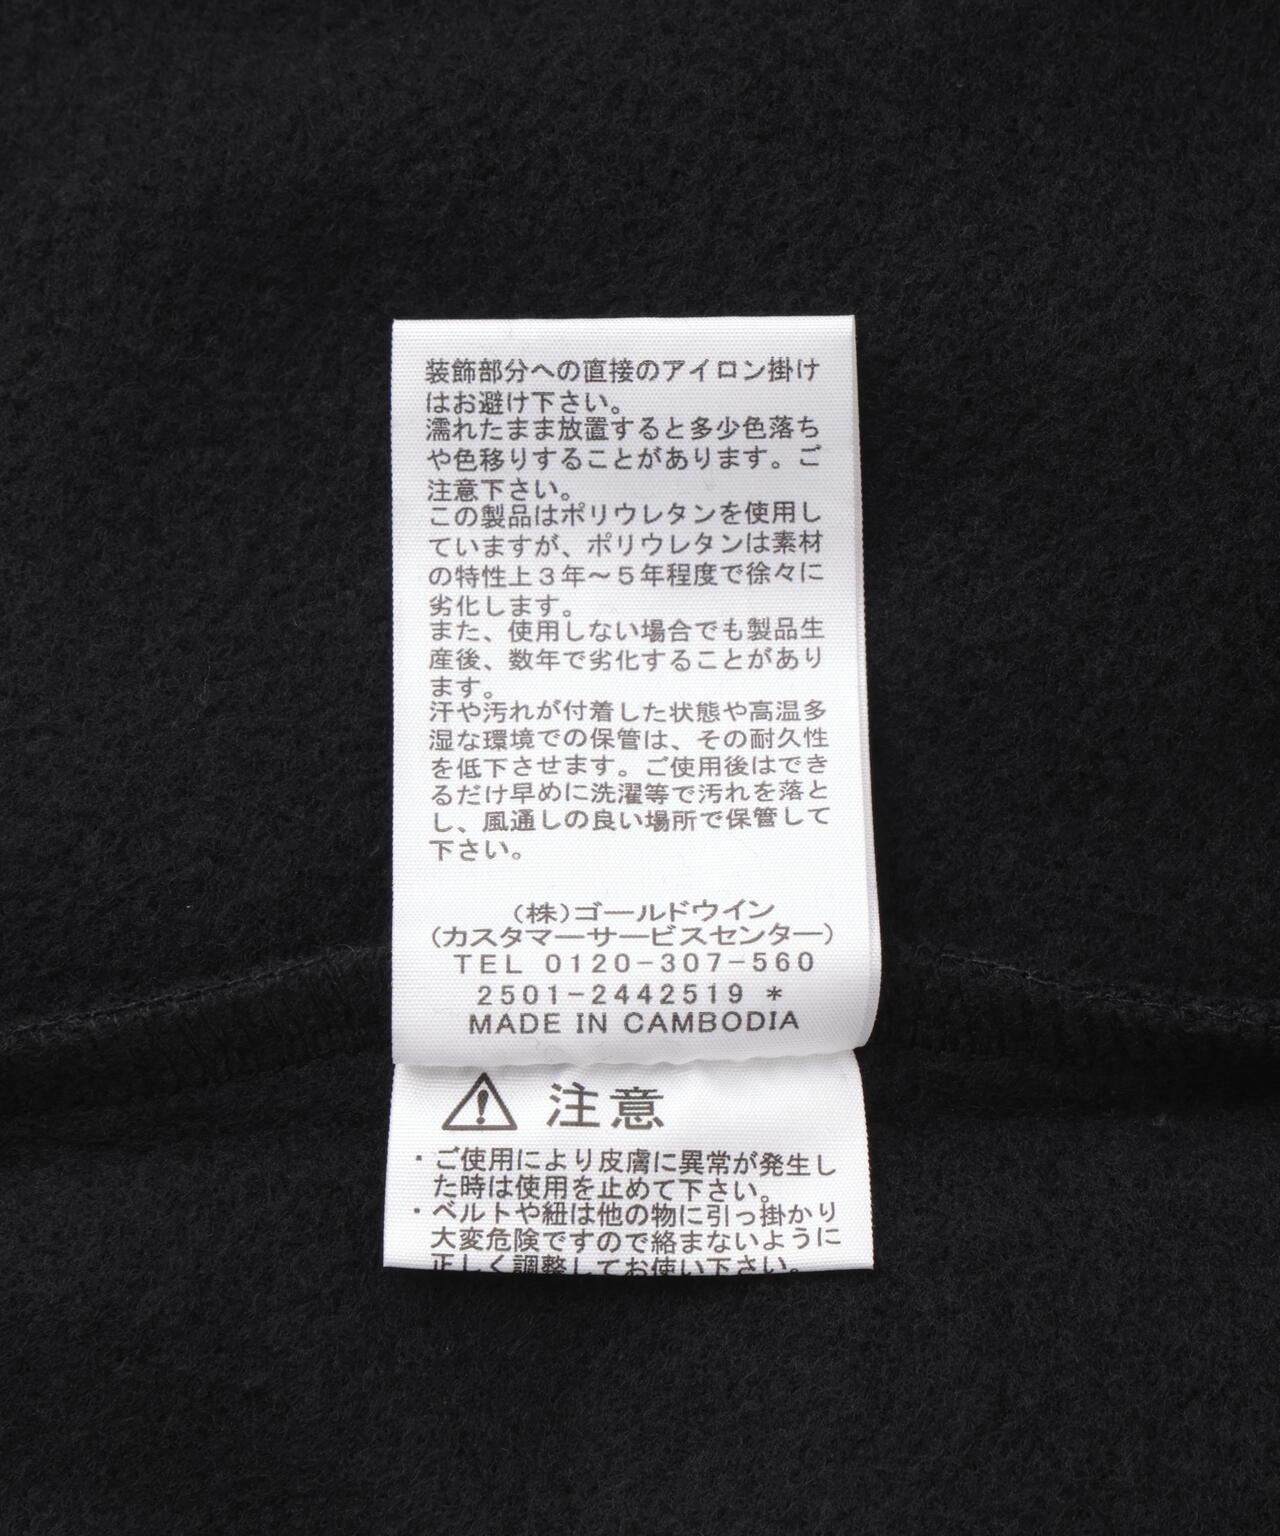 装飾部分への直接のアイロン掛け
はお避け下さい。
濡れたまま放置すると多少色落ち
や色移りすることがあります。ご
注意下さい。
この製品はポリウレタンを使用し
ていますが、ポリウレタンは素材
の特性上３年～５年程度で徐々に
劣化します。
また、使用しない場合でも製品生
産後、数年で劣化することがあり
ます。
汗や汚れが付着した状態や高温多
湿な環境での保管は、その耐久性
を低下させます。ご使用後はでき
るだけ早めに洗濯等で汚れを落と
し、風通しの良い場所で保管して
下さい。
（株）ゴールドウイン
（カスタマーサービスセンター）
TEL 0120-307-560
2501-2442519 *
MADE IN CAMBODIA
注意
・ご使用により皮膚に異常が発生し
た時は使用を止めて下さい。
・ベルトや紐は他の物に引っ掛かり
大変危険ですので絡まないように
正しく調整してお使い下さい。